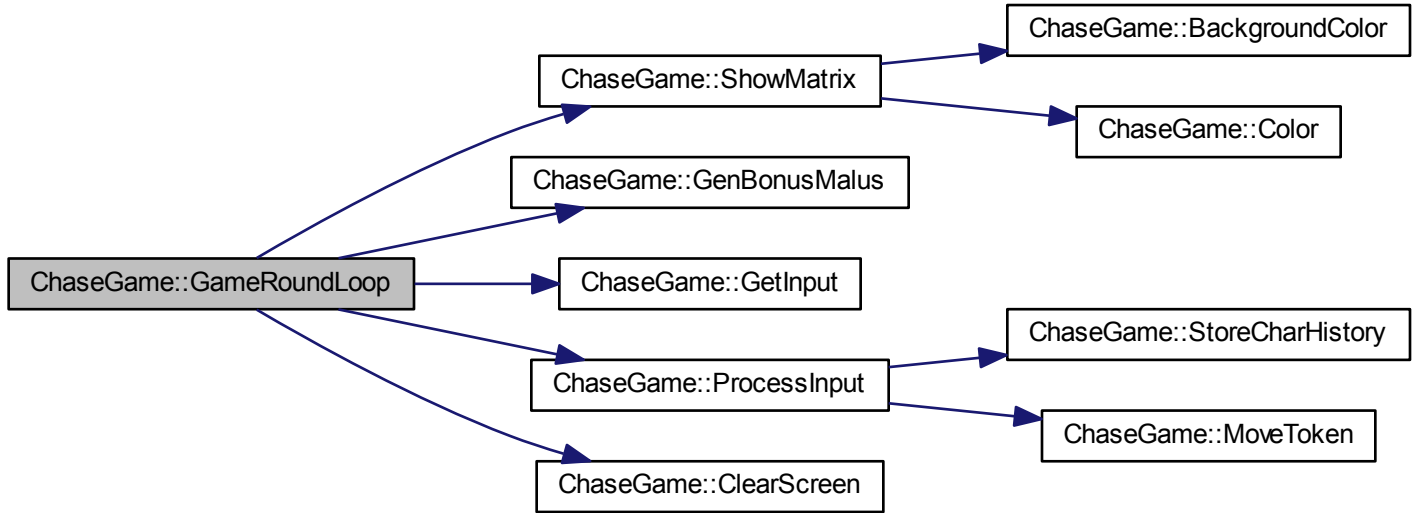 ChaseGame::GameRoundLoop
ChaseGame::ShowMatrix
ChaseGame::BackgroundColor
ChaseGame::Color
ChaseGame::GenBonusMalus
ChaseGame::GetInput
ChaseGame::ProcessInput
ChaseGame::StoreCharHistory
ChaseGame::MoveToken
ChaseGame::ClearScreen